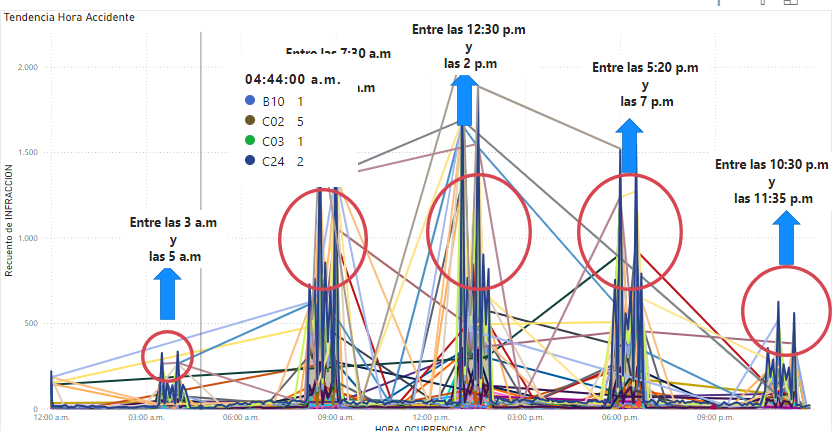 Tendencia Hora Accidente
Entre las 12:30 p.m
y
las 2 p.m
Entre las 7:30 a.m
a.m
04:44:00 a.m.
B10 1
C02 5
C03 1
C24 2
Entre las 5:20 p.m
y
las 7 p.m
Entre las 10:30 p.m
y
las 11:35 p.m
Entre las 3 a.m
y
las 5 a.m
Recuento de INFRACCION
2.000
1.500
1.000
500
0
12:00 a.m.
03:00 a.m.
06:00 a.m.
09:00 a.m.
12:00 p.m.
03:00 p.m.
06:00 p.m.
09:00 p.m.
HORA_OCURRENCIA_ACC